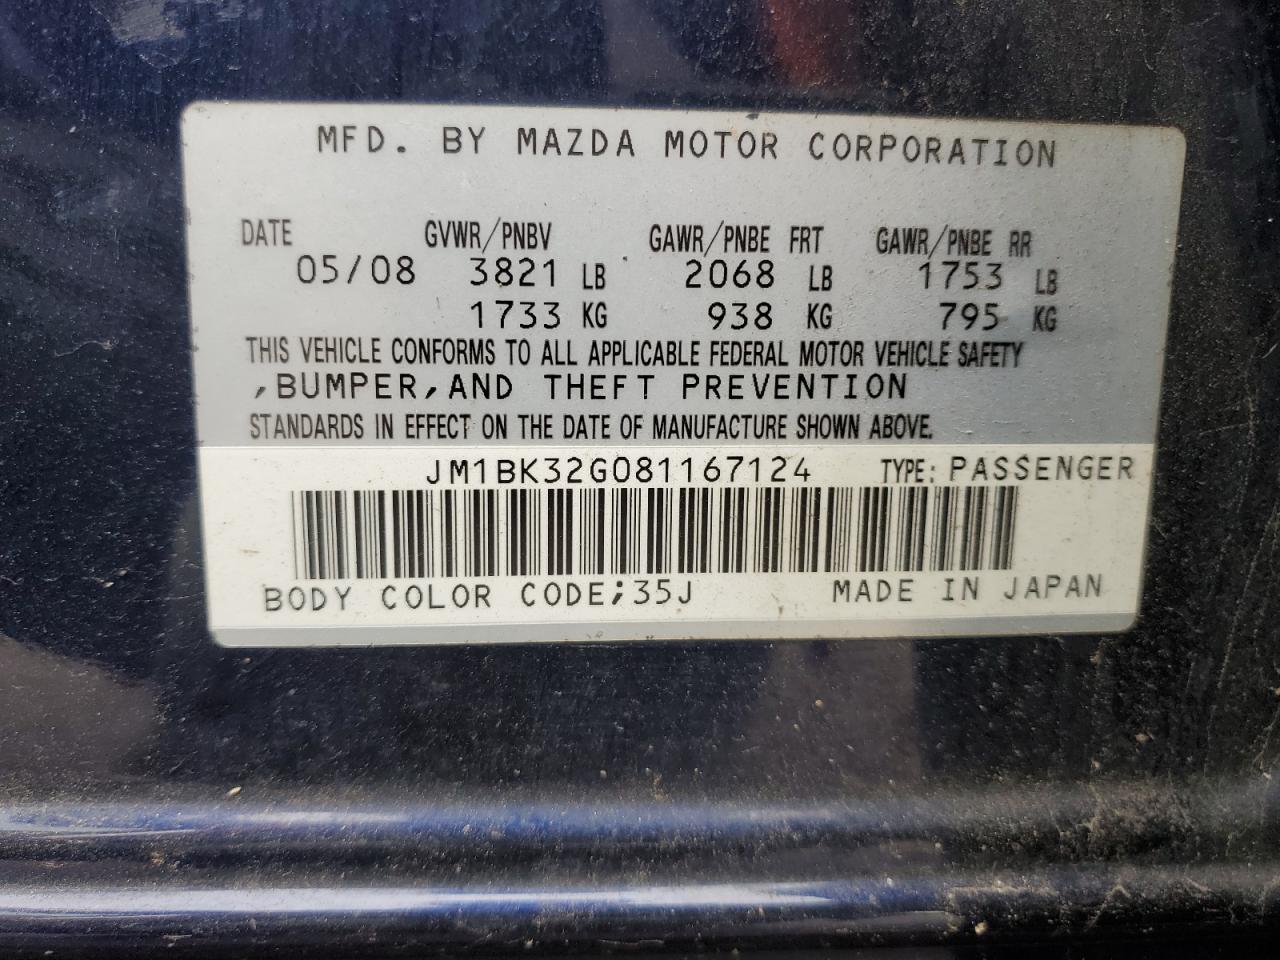 MFD. BY MAZDA MOTOR CORPORATION
DATE GVWR/PNBV GAWR/PNBE FRT GAWR/PNBE RR
05/08 3821 LB 2068 LB 1753 LB
1733 KG 938 KG 795 KG
THIS VEHICLE CONFORMS TO ALL APPLICABLE FEDERAL MOTOR VEHICLE SAFETY
,BUMPER,AND THEFT PREVENTION
STANDARDS IN EFFECT ON THE DATE OF MANUFACTURE SHOWN ABOVE.
JM1BK32G081167124 TYPE: PASSENGER
BODY COLOR CODE;35J MADE IN JAPAN